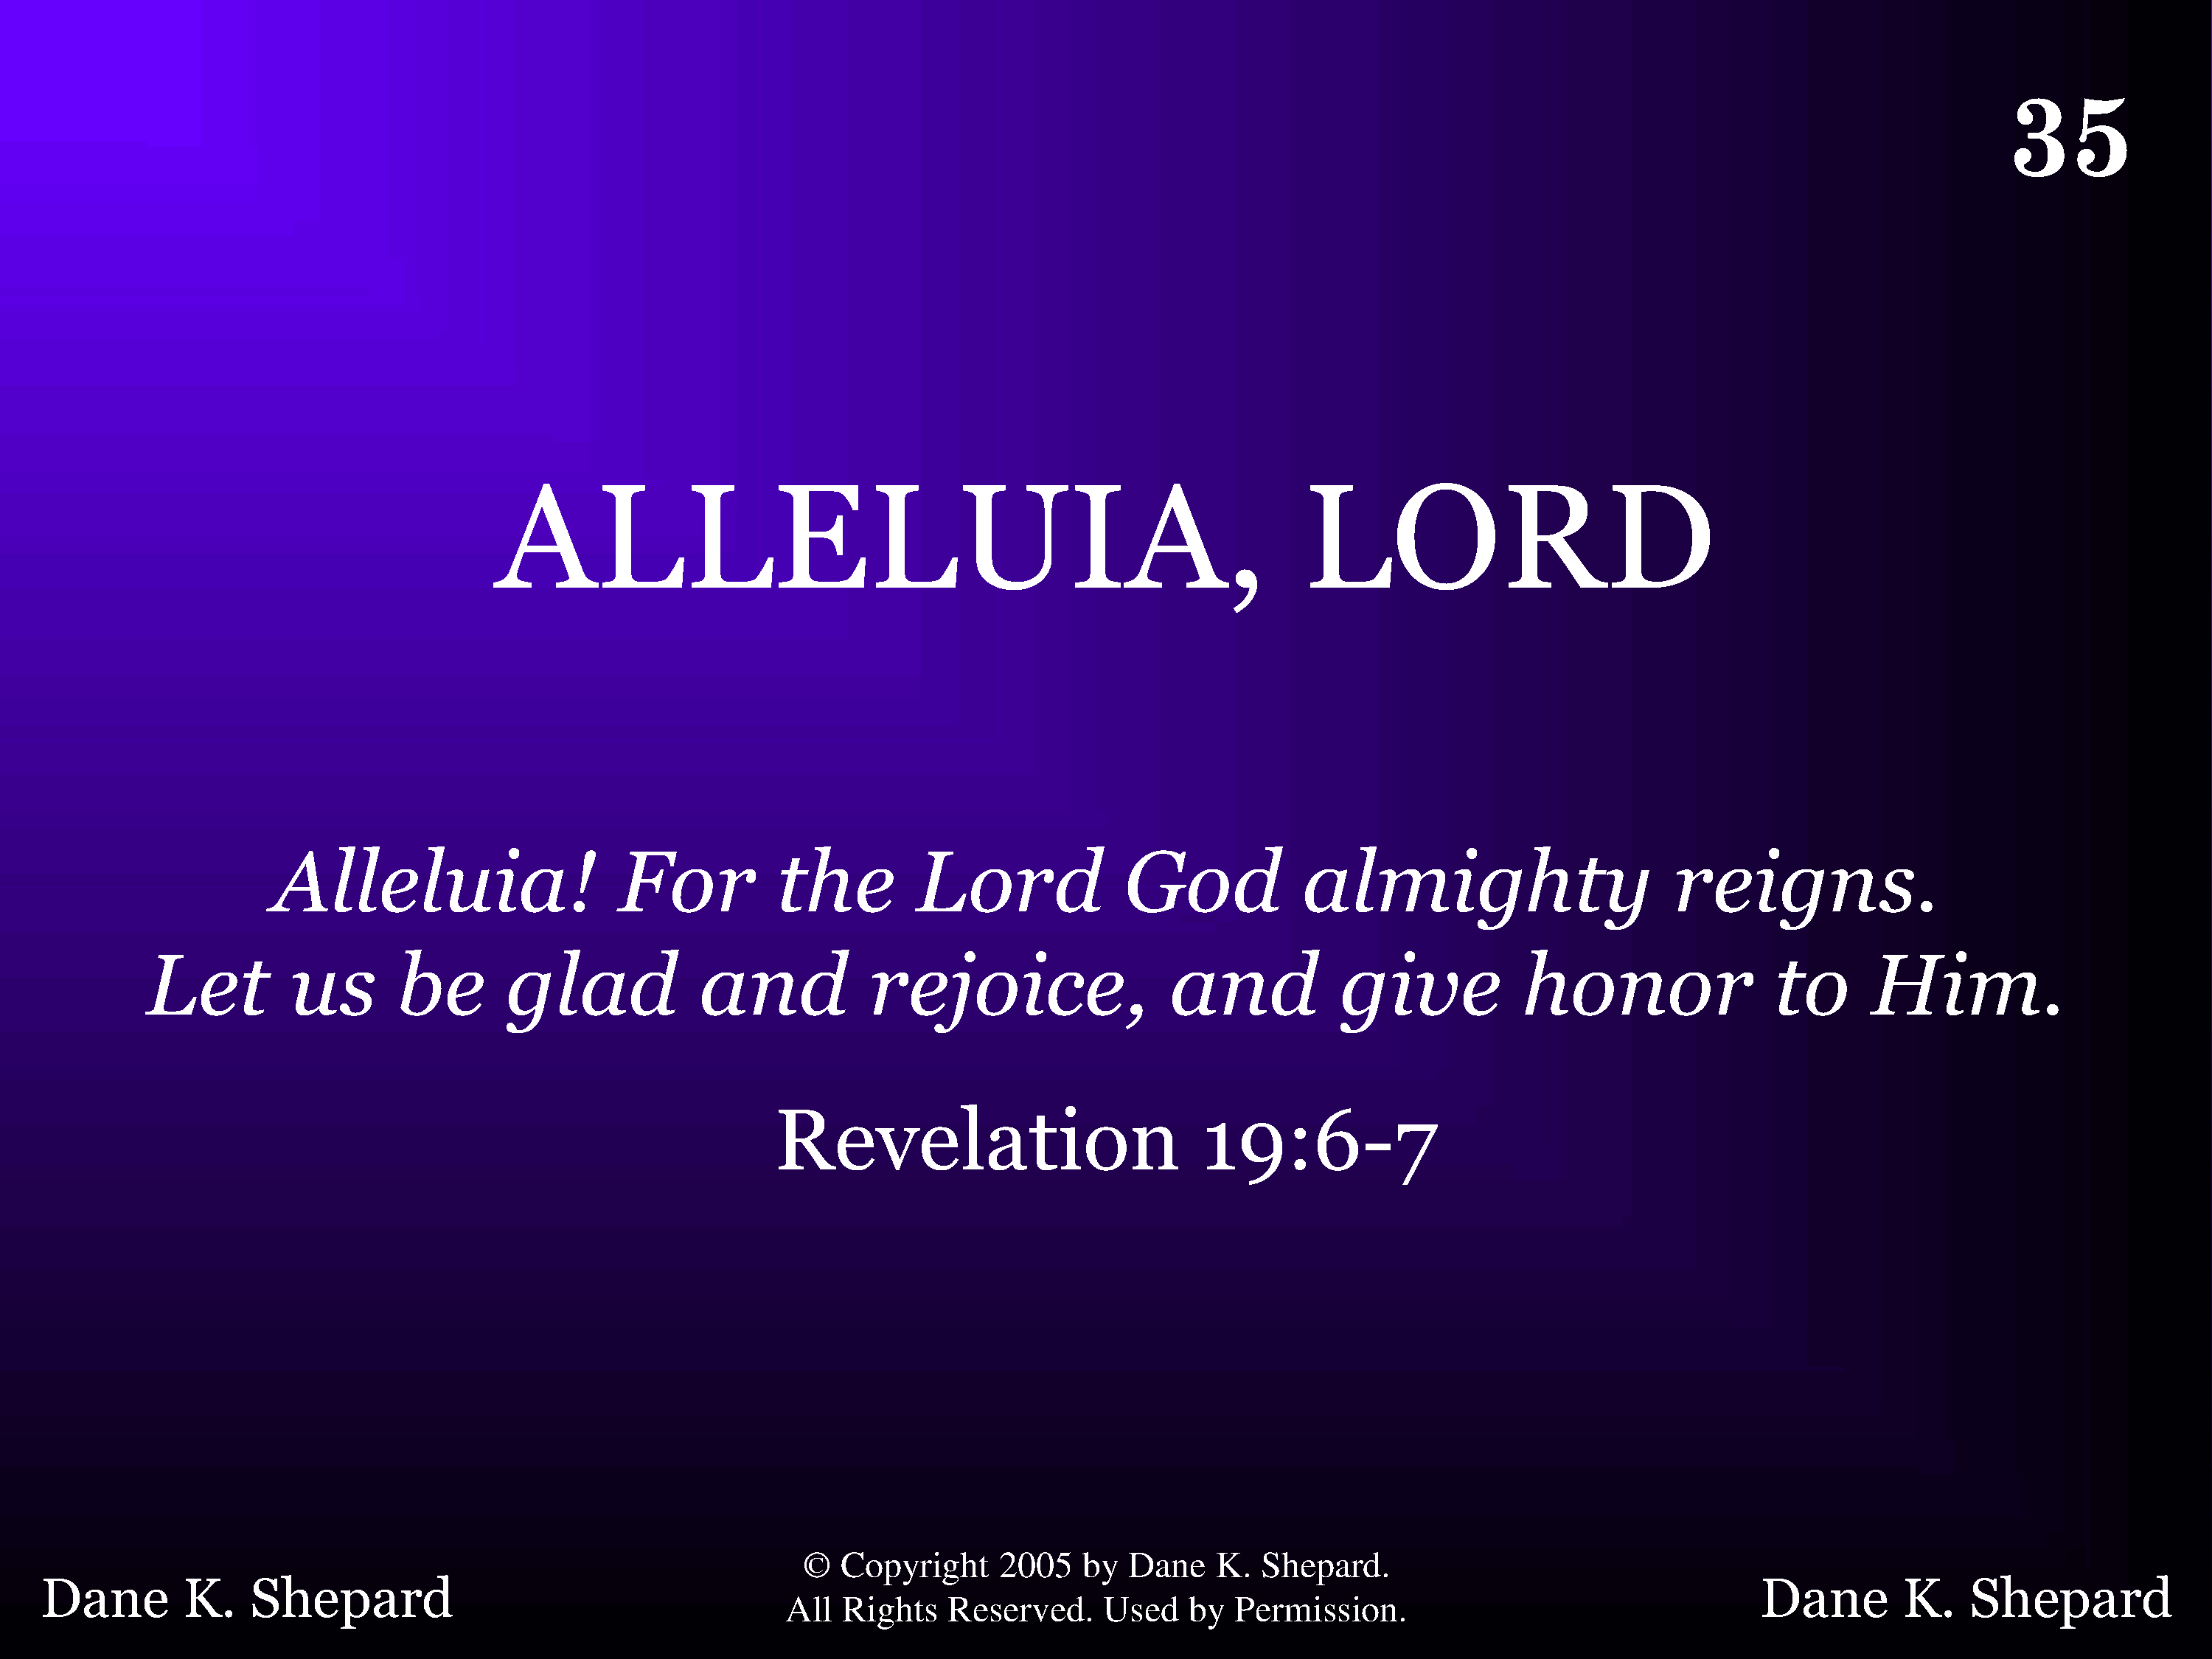 35
ALLELUIA, LORD
Alleluia! For the Lord God almighty reigns.
Let us be glad and rejoice, and give honor to Him.
Revelation 19:6-7
Dane K. Shepard
© Copyright 2005 by Dane K. Shepard.
All Rights Reserved. Used by Permission.
Dane K. Shepard